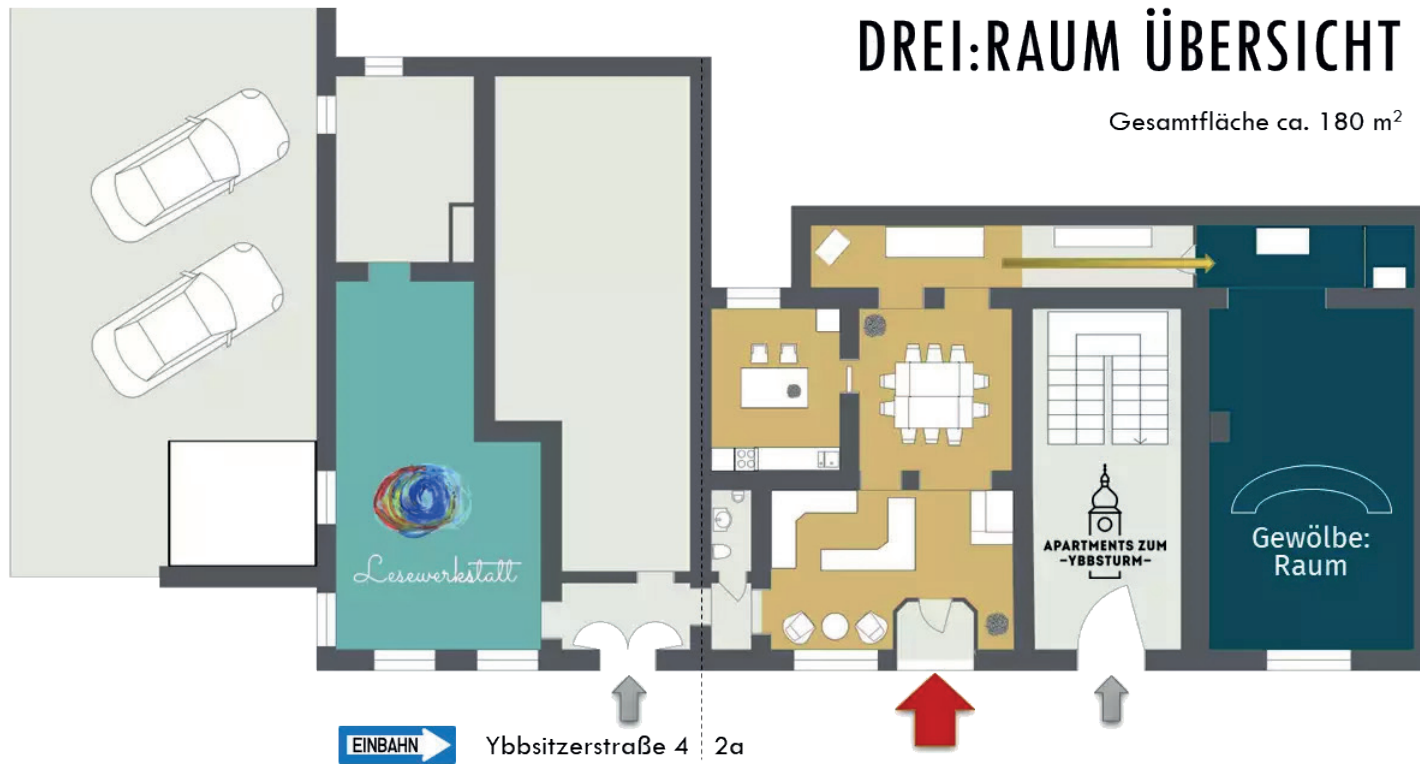 DREI:RAUM ÜBERSICHT
Gesamtfläche ca. 180 m²
Lesewerkstatt
APARTMENTS ZUM
–YBBSTURM–
Gewölbe:
Raum
EINBAHN
Ybbsitzerstraße 4 2a